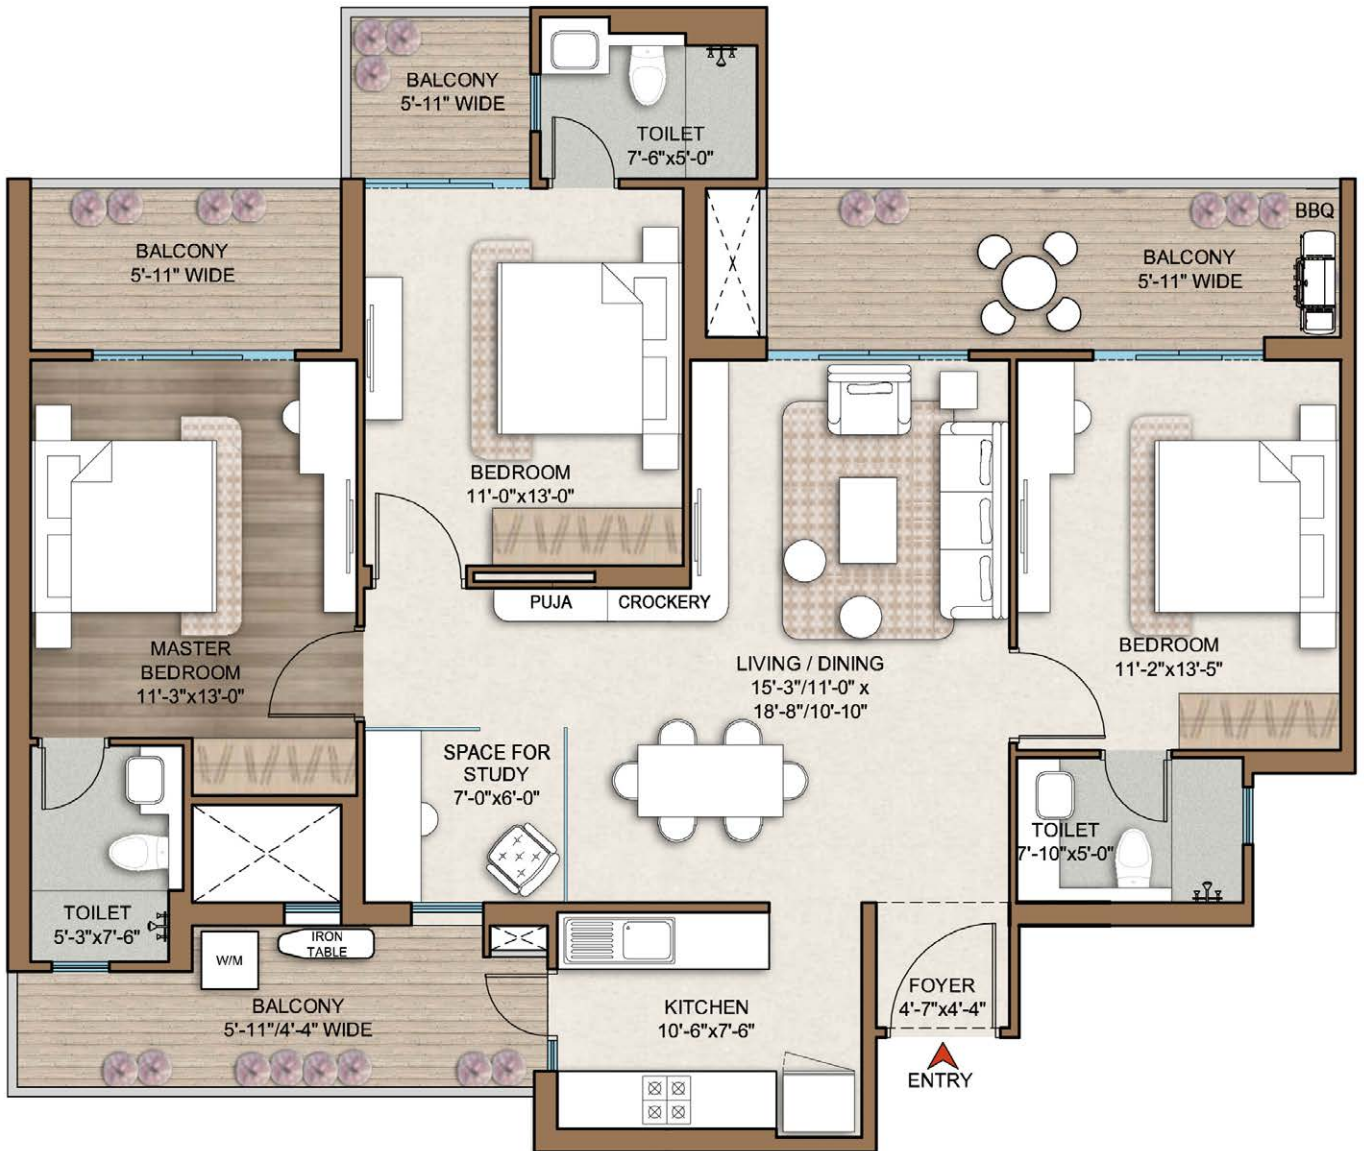 BALCONY
5'-11" WIDE
TOILET
7'-6"x5'-0"
BALCONY
5'-11" WIDE
BBQ
BALCONY
5'-11" WIDE
BEDROOM
11'-0"x13'-0"
PUJA
CROCKERY
MASTER
BEDROOM
11'-3"x13'-0"
LIVING / DINING
15'-3"/11'-0" x
18'-8"/10'-10"
BEDROOM
11'-2"x13'-5"
SPACE FOR
STUDY
7'-0"x6'-0"
TOILET
7'-10"x5'-0"
TOILET
5'-3"x7'-6"
W/M
IRON
TABLE
BALCONY
5'-11"/4'-4" WIDE
KITCHEN
10'-6"x7'-6"
FOYER
4'-7"x4'-4"
ENTRY